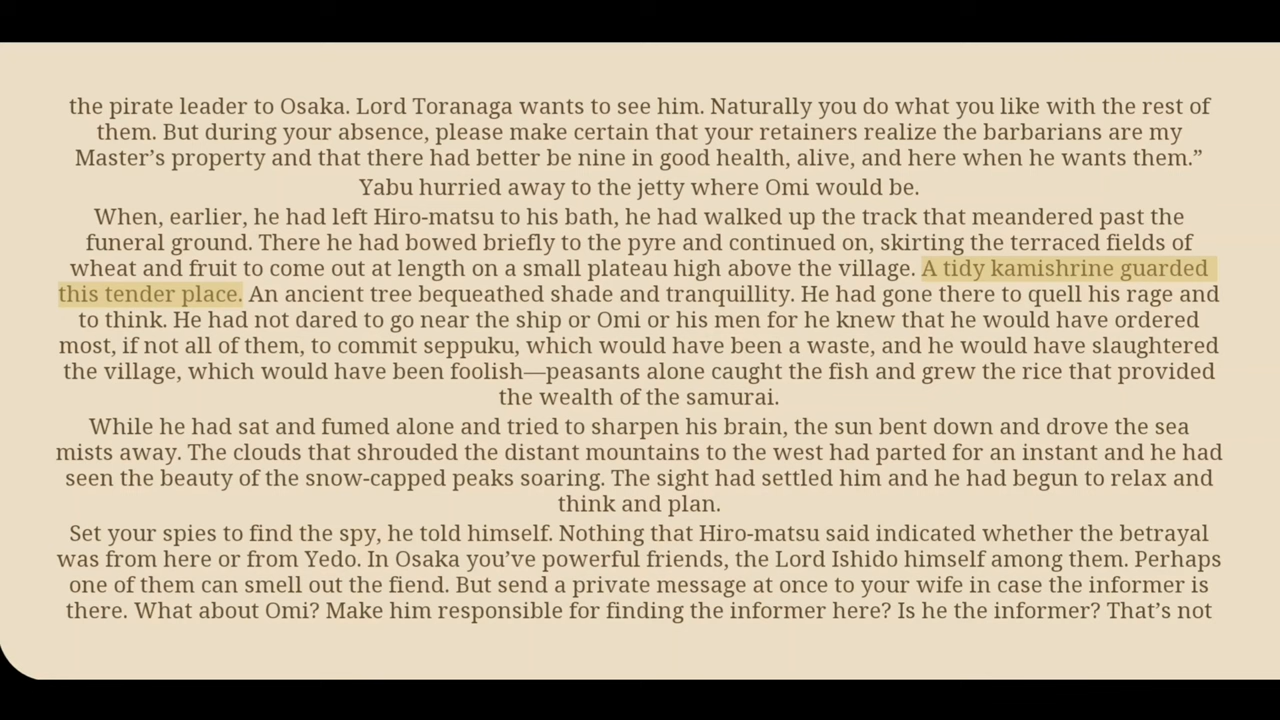 the pirate leader to Osaka. Lord Toranaga wants to see him. Naturally you do what you like with the rest of
them. But during your absence, please make certain that your retainers realize the barbarians are my
Master’s property and that there had better be nine in good health, alive, and here when he wants them.”
Yabu hurried away to the jetty where Omi would be.
When, earlier, he had left Hiro-matsu to his bath, he had walked up the track that meandered past the
funeral ground. There he had bowed briefly to the pyre and continued on, skirting the terraced fields of
wheat and fruit to come out at length on a small plateau high above the village. A tidy kamishrine guarded
this tender place. An ancient tree bequeathed shade and tranquillity. He had gone there to quell his rage and
to think. He had not dared to go near the ship or Omi or his men for he knew that he would have ordered
most, if not all of them, to commit seppuku, which would have been a waste, and he would have slaughtered
the village, which would have been foolish—peasants alone caught the fish and grew the rice that provided
the wealth of the samurai.
While he had sat and fumed alone and tried to sharpen his brain, the sun bent down and drove the sea
mists away. The clouds that shrouded the distant mountains to the west had parted for an instant and he had
seen the beauty of the snow-capped peaks soaring. The sight had settled him and he had begun to relax and
think and plan.
Set your spies to find the spy, he told himself. Nothing that Hiro-matsu said indicated whether the betrayal
was from here or from Yedo. In Osaka you’ve powerful friends, the Lord Ishido himself among them. Perhaps
one of them can smell out the fiend. But send a private message at once to your wife in case the informer is
there. What about Omi? Make him responsible for finding the informer here? Is he the informer? That’s not